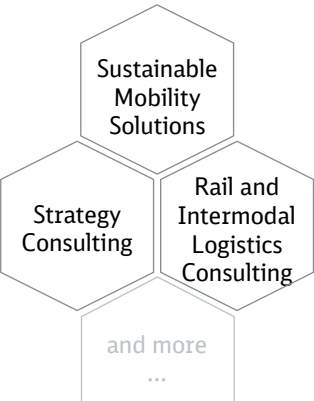 Sustainable
Mobility
Solutions
Strategy
Consulting
Rail and
Intermodal
Logistics
Consulting
and more
...